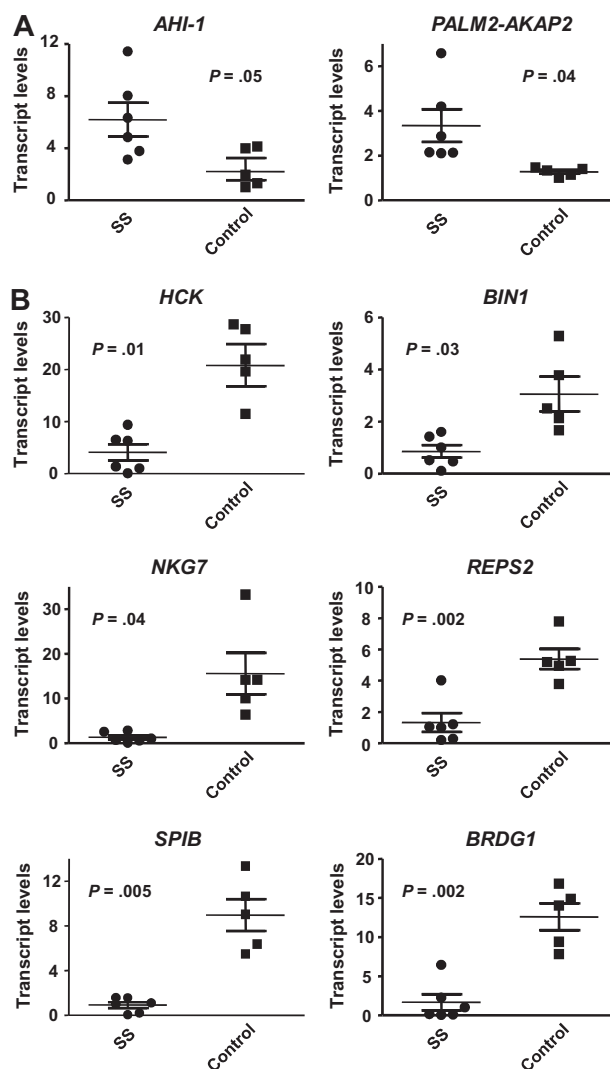 A
AHI-1
Transcript levels
12
8
4
0
P = .05
SS
Control
PALM2-AKAP2
Transcript levels
6
4
2
0
P = .04
SS
Control
B
HCK
Transcript levels
30
20
10
0
P = .01
SS
Control
BIN1
Transcript levels
6
4
2
0
P = .03
SS
Control
NKG7
Transcript levels
30
20
10
0
P = .04
SS
Control
REPS2
Transcript levels
10
8
6
4
2
0
P = .002
SS
Control
SPIB
Transcript levels
12
8
4
0
P = .005
SS
Control
BRDG1
Transcript levels
20
15
10
5
0
P = .002
SS
Control